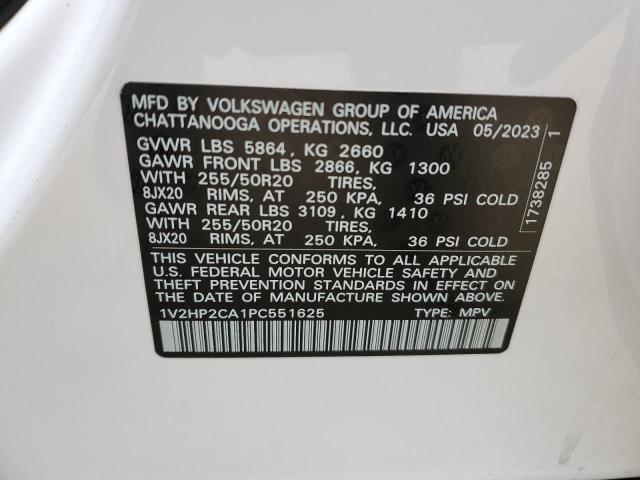 MFD BY VOLKSWAGEN GROUP OF AMERICA
CHATTANOOGA OPERATIONS, LLC. USA 05/2023
GVWR LBS 5864, KG 2660
GAWR FRONT LBS 2866, KG 1300
WITH 255/50R20 TIRES,
8JX20 RIMS, AT 250 KPA, 36 PSI COLD
GAWR REAR LBS 3109, KG 1410
WITH 255/50R20 TIRES,
8JX20 RIMS, AT 250 KPA, 36 PSI COLD
THIS VEHICLE CONFORMS TO ALL APPLICABLE
U.S. FEDERAL MOTOR VEHICLE SAFETY AND
THEFT PREVENTION STANDARDS IN EFFECT ON
THE DATE OF MANUFACTURE SHOWN ABOVE.
1V2HP2CA1PC551625 TYPE: MPV
1738285 1